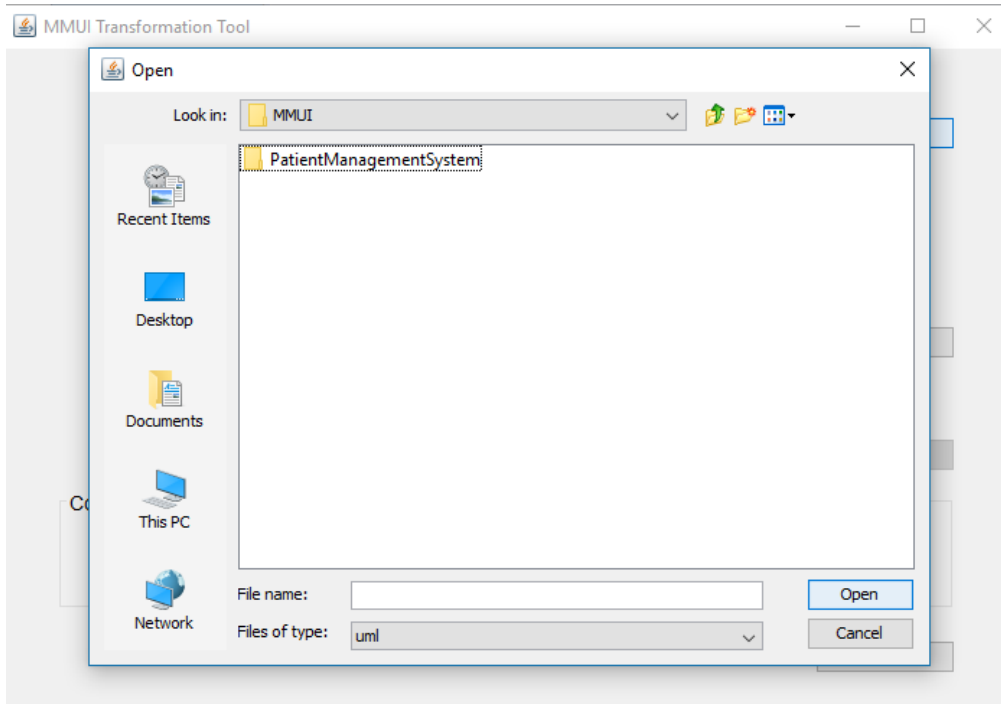 MMUI Transformation Tool
Open
Look in: MMUI
PatientManagementSystem
Recent Items
Desktop
Documents
This PC
Network
File name:
Open
Files of type: uml
Cancel